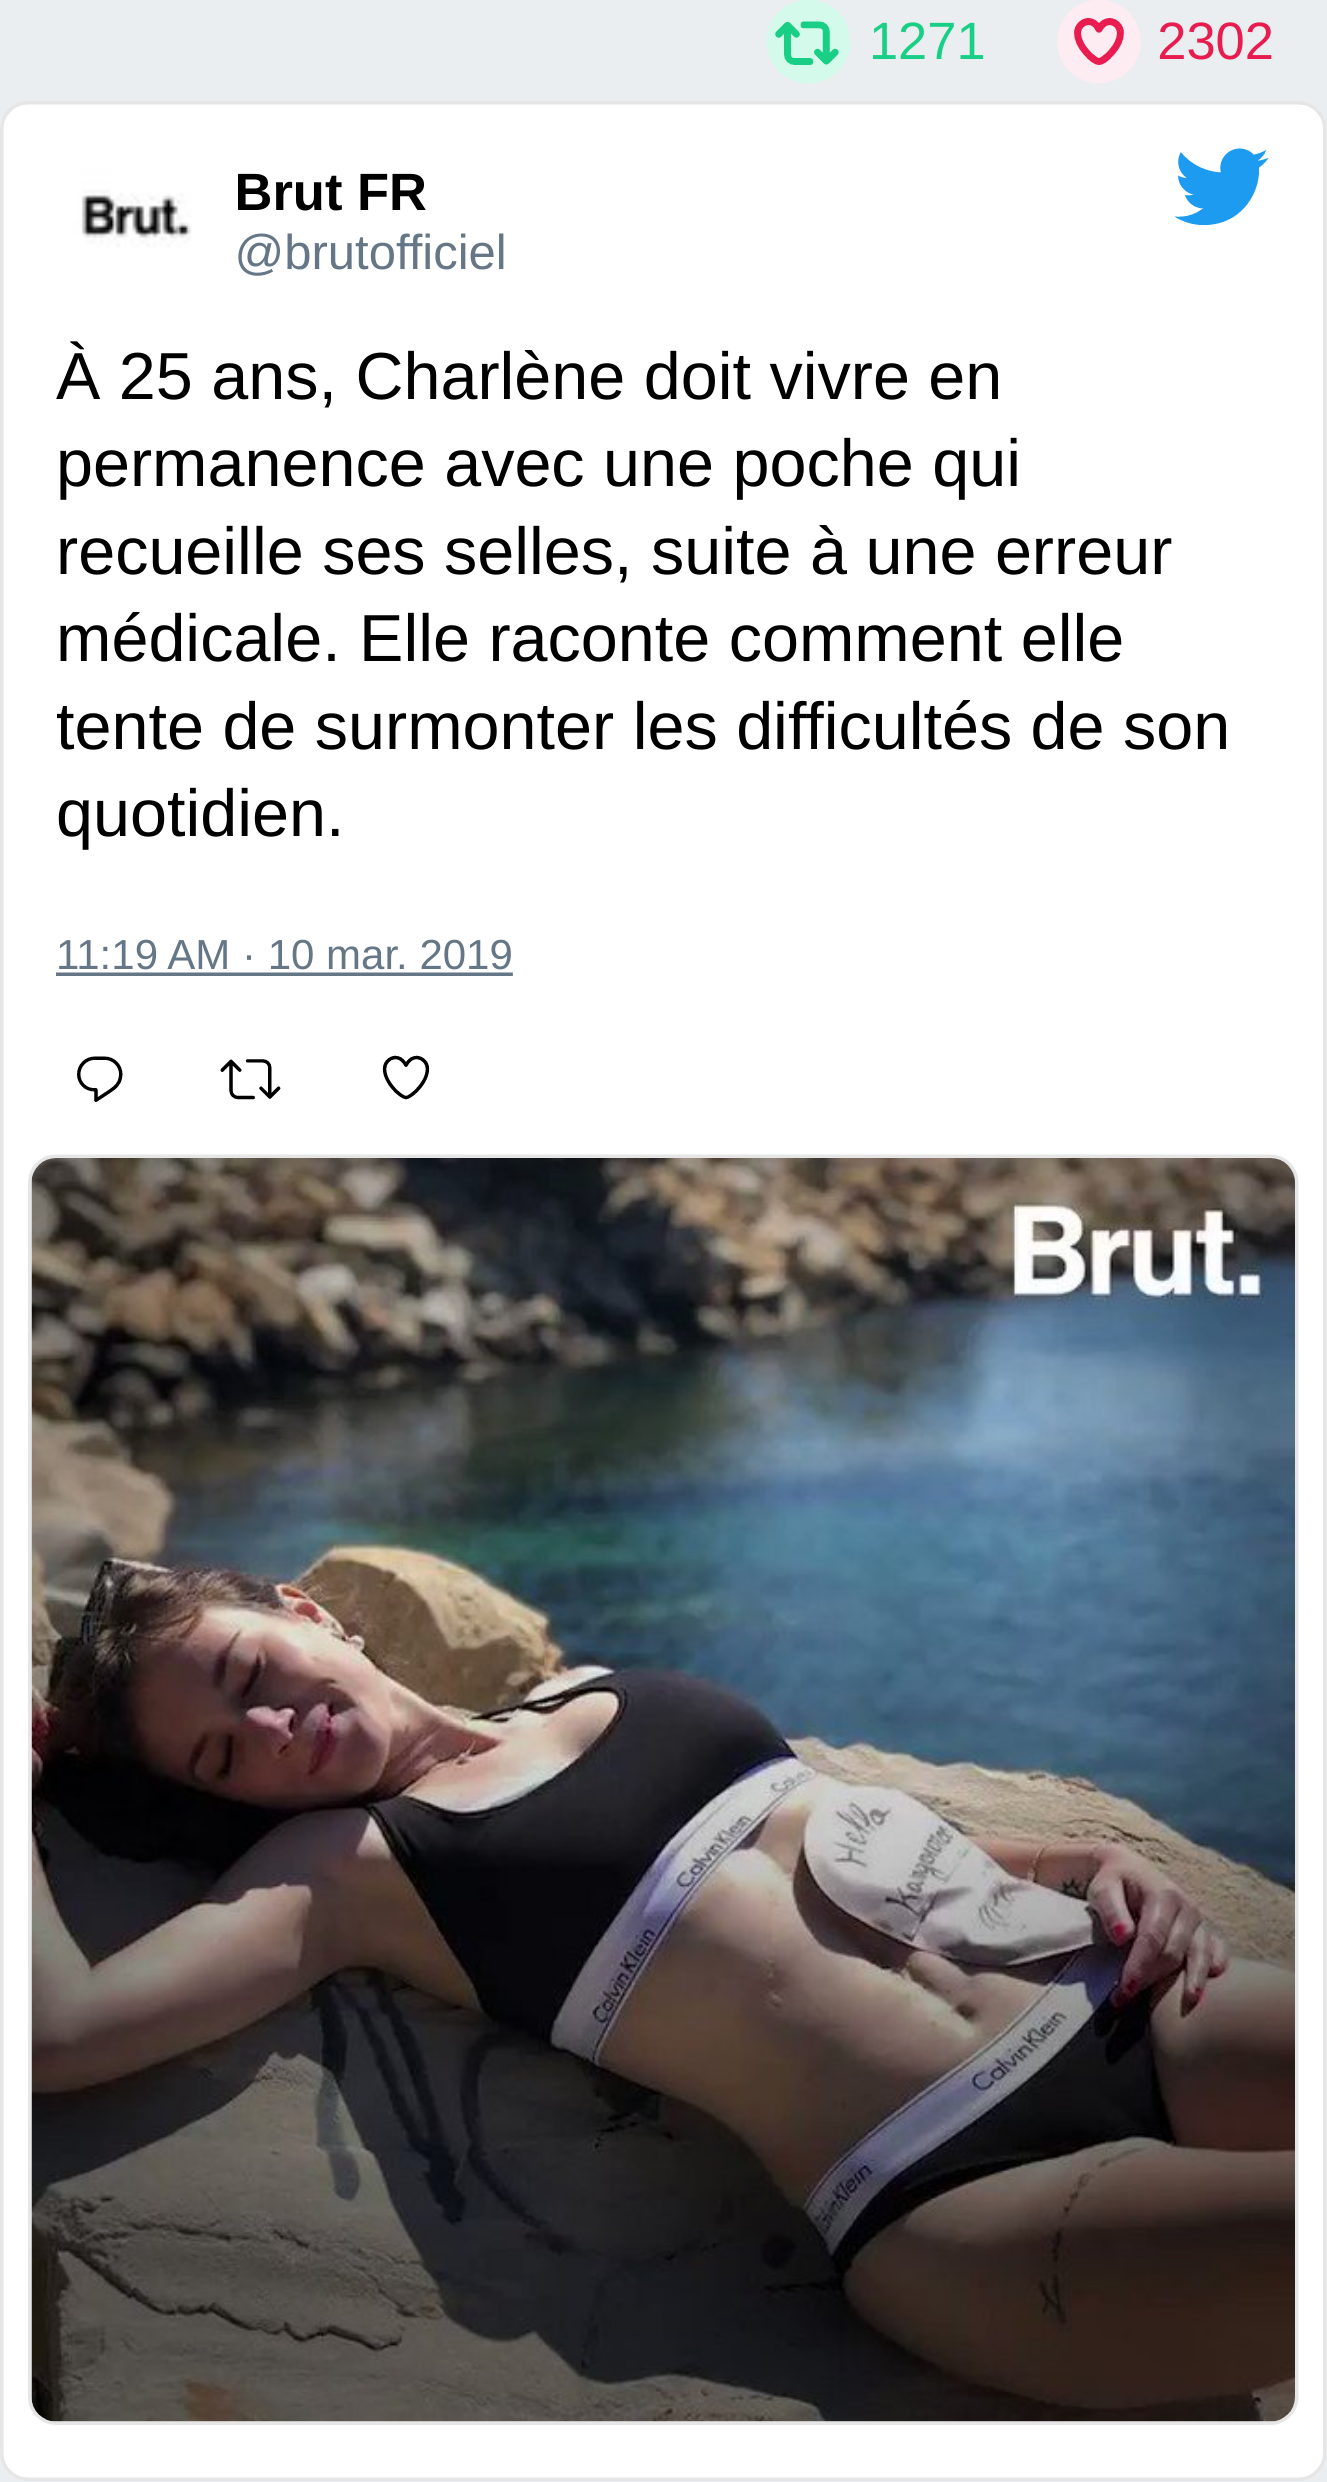 1271 2302
Brut.
Brut FR
@brutofficiel
À 25 ans, Charlène doit vivre en
permanence avec une poche qui
recueille ses selles, suite à une erreur
médicale. Elle raconte comment elle
tente de surmonter les difficultés de son
quotidien.
11:19 AM · 10 mar. 2019
Brut.
Calvin Klein
Calvin Klein
Hello
Kangourou
Calvin Klein